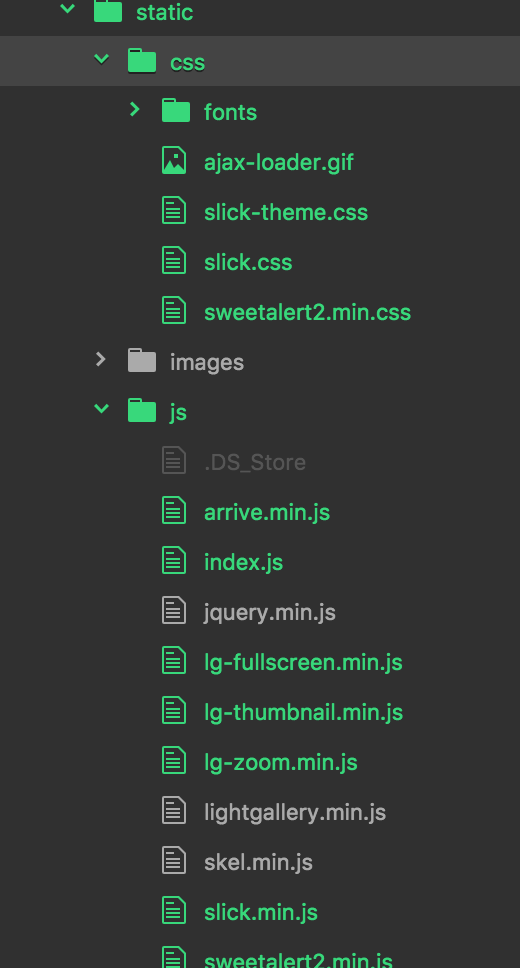 static
css
fonts
ajax-loader.gif
slick-theme.css
slick.css
sweetalert2.min.css
images
js
.DS_Store
arrive.min.js
index.js
jquery.min.js
lg-fullscreen.min.js
lg-thumbnail.min.js
lg-zoom.min.js
lightgallery.min.js
skel.min.js
slick.min.js
sweetalert2.min.js